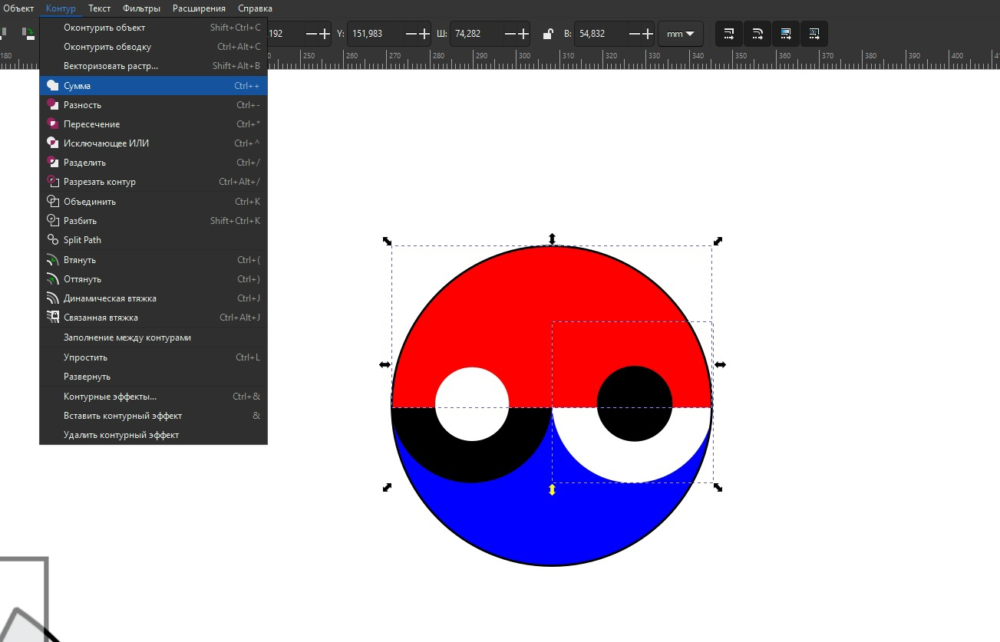 Объект Контур Текст Фильтры Расширения Справка
192 Y: 151,983 Ш: 74,282 В: 54,832 mm
180 250 260 270 280 290 300 310 320 330 340 350 360 370 380 390 400
Оконтурить объект Shift+Ctrl+C
Оконтурить обводку Ctrl+Alt+C
Векторизовать растр... Shift+Alt+B
Сумма Ctrl++
Разность Ctrl+-
Пересечение Ctrl+*
Исключающее ИЛИ Ctrl+^
Разделить Ctrl+/
Разрезать контур Ctrl+Alt+/
Объединить Ctrl+K
Разбить Shift+Ctrl+K
Split Path
Втянуть Ctrl+(
Оттянуть Ctrl+)
Динамическая втяжка Ctrl+J
Связанная втяжка Ctrl+Alt+J
Заполнение между контурами
Упростить Ctrl+L
Развернуть
Контурные эффекты... Ctrl+&
Вставить контурный эффект &
Удалить контурный эффект